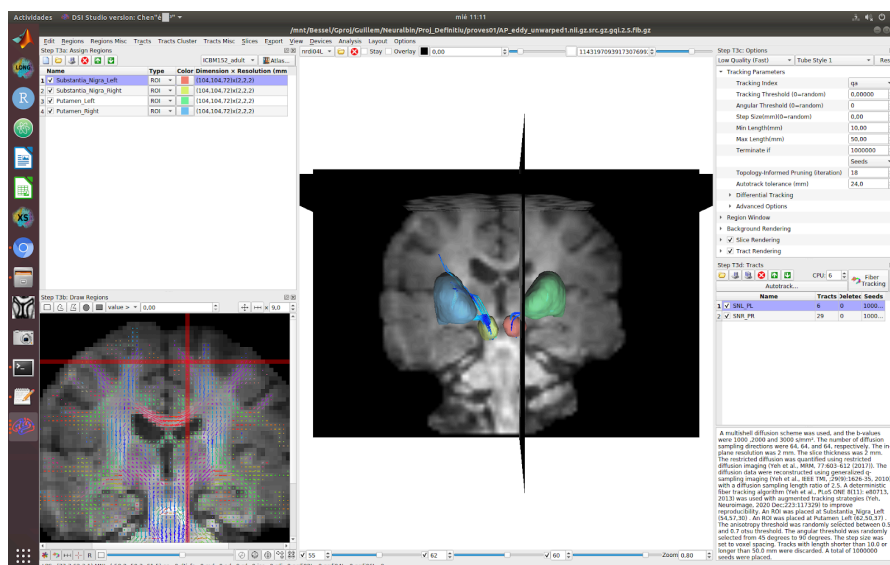 Actividades
DSI Studio version: Chen
mié 11:11
/mnt/Bessel/Gproj/Guillem/Neuralbin/Proj_Definitiu/proves01/AP_eddy_unwarped1.nii.gz.src.gz.gqi.2.5.fib.gz
Edit Regions Regions Misc Tracts Tracts Cluster Tracts Misc Slices Export View Devices Analysis Layout Options
Step T3a: Assign Regions
ICBM152_adult
Atlas...
Name Type Color Dimension × Resolution (mm
1 Substantia_Nigra_Left ROI (104,104,72)x(2,2,2)
2 Substantia_Nigra_Right ROI (104,104,72)x(2,2,2)
3 Putamen_Left ROI (104,104,72)x(2,2,2)
4 Putamen_Right ROI (104,104,72)x(2,2,2)
Step T3b: Draw Regions
value > 0,00
x 9,0
R
nrdi04L Stay Overlay 0,00
55
62
60
Zoom 0.80
Step T3c: Options
Low Quality (Fast) Tube Style 1 Res
Tracking Parameters
Tracking Index qa
Tracking Threshold (0=random) 0,00000
Angular Threshold (0=random) 0
Step Size(mm)(0=random) 0,00
Min Length(mm) 10,00
Max Length(mm) 50,00
Terminate if 1000000
Seeds
Topology-Informed Pruning (iteration) 18
Autotrack tolerance (mm) 24,0
Differential Tracking
Advanced Options
Region Window
Background Rendering
Slice Rendering
Tract Rendering
Step T3d: Tracts
CPU: 6
Fiber Tracking
Autotrack...
Name Tracts Deletec Seeds
1 SNL_PL 6 0 1000...
2 SNR_PR 29 0 1000...
A multishell diffusion scheme was used, and the b-values
were 1000 ,2000 and 3000 s/mm². The number of diffusion
sampling directions were 64, 64, and 64, respectively. The in-
plane resolution was 2 mm. The slice thickness was 2 mm.
The restricted diffusion was quantified using restricted
diffusion imaging (Yeh et al., MRM, 77:603–612 (2017)). The
diffusion data were reconstructed using generalized q-
sampling imaging (Yeh et al., IEEE TMI, ;29(9):1626-35, 2010)
with a diffusion sampling length ratio of 2.5. A deterministic
fiber tracking algorithm (Yeh et al., PLoS ONE 8(11): e80713,
2013) was used with augmented tracking strategies (Yeh,
Neuroimage, 2020 Dec;223:117329) to improve
reproducibility. An ROI was placed at Substantia_Nigra_Left
(54,57,30) . An ROI was placed at Putamen_Left (62,50,37) .
The anisotropy threshold was randomly selected between 0.5
and 0.7 otsu threshold. The angular threshold was randomly
selected from 45 degrees to 90 degrees. The step size was
set to voxel spacing. Tracks with length shorter than 10.0 or
longer than 50.0 mm were discarded. A total of 1000000
seeds were placed.